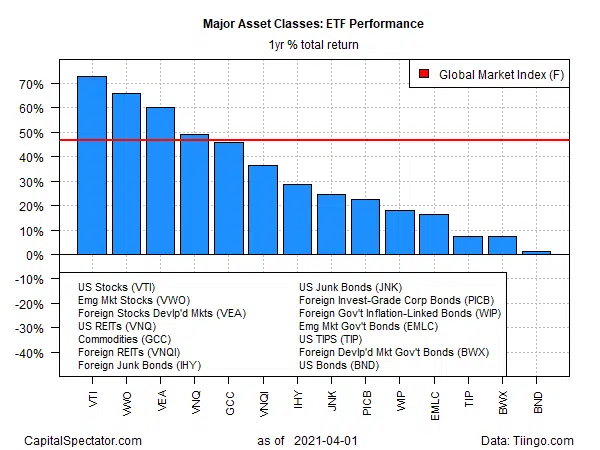 Major Asset Classes: ETF Performance
1yr % total return
Global Market Index (F)
70%
60%
50%
40%
30%
20%
10%
0%
-10%
-20%
-30%
-40%
US Stocks (VTI)
Emg Mkt Stocks (VWO)
Foreign Stocks Devlp'd Mkts (VEA)
US REITs (VNQ)
Commodities (GCC)
Foreign REITs (VNQI)
Foreign Junk Bonds (IHY)
US Junk Bonds (JNK)
Foreign Invest-Grade Corp Bonds (PICB)
Foreign Gov't Inflation-Linked Bonds (WIP)
Emg Mkt Gov't Bonds (EMLC)
US TIPS (TIP)
Foreign Devlp'd Mkt Gov't Bonds (BWX)
US Bonds (BND)
VTI
VWO
VEA
VNQ
GCC
VNQI
IHY
JNK
PICB
WIP
EMLC
TIP
BWX
BND
CapitalSpectator.com as of 2021-04-01 Data: Tiingo.com